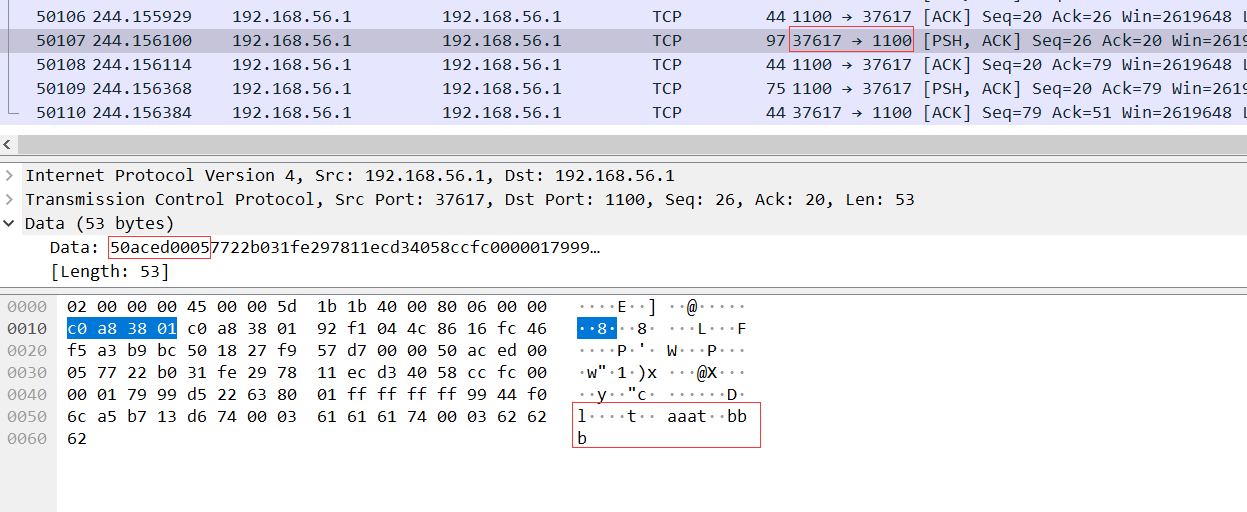 50106 244.155929 192.168.56.1 192.168.56.1 TCP 44 1100 → 37617 [ACK] Seq=20 Ack=26 Win=2619648 L
50107 244.156100 192.168.56.1 192.168.56.1 TCP 97 37617 → 1100 [PSH, ACK] Seq=26 Ack=20 Win=2619
50108 244.156114 192.168.56.1 192.168.56.1 TCP 44 1100 → 37617 [ACK] Seq=20 Ack=79 Win=2619648 L
50109 244.156368 192.168.56.1 192.168.56.1 TCP 75 1100 → 37617 [PSH, ACK] Seq=20 Ack=79 Win=2619
50110 244.156384 192.168.56.1 192.168.56.1 TCP 44 37617 → 1100 [ACK] Seq=79 Ack=51 Win=2619648 L
Internet Protocol Version 4, Src: 192.168.56.1, Dst: 192.168.56.1
Transmission Control Protocol, Src Port: 37617, Dst Port: 1100, Seq: 26, Ack: 20, Len: 53
Data (53 bytes)
Data: 50aced00057722b031fe297811ecd34058ccfc0000017999…
[Length: 53]
0000 02 00 00 00 45 00 00 5d 1b 1b 40 00 80 06 00 00 ····E··] ··@·····
0010 c0 a8 38 01 c0 a8 38 01 92 f1 04 4c 86 16 fc 46 ··8···8· ···L···F
0020 f5 a3 b9 bc 50 18 27 f9 57 d7 00 00 50 ac ed 00 ····P·'· W···P···
0030 05 77 22 b0 31 fe 29 78 11 ec d3 40 58 cc fc 00 ·w"·1·)x ···@X···
0040 00 01 79 99 d5 22 63 80 01 ff ff ff ff 99 44 f0 ··y··"c· ······D·
0050 6c a5 b7 13 d6 74 00 03 61 61 61 74 00 03 62 62 l····t·· aaat··bb
0060 62 b